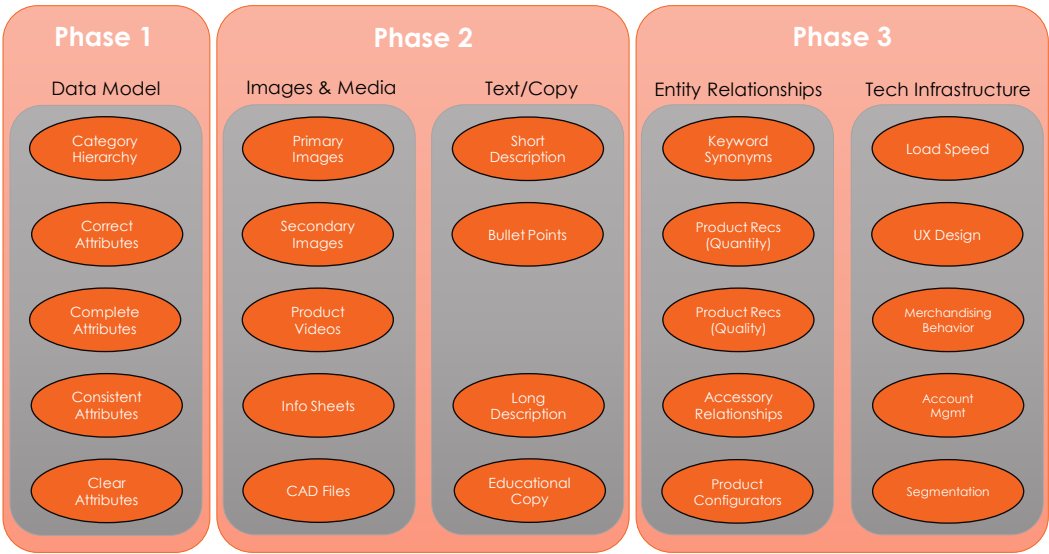 Phase 1
Data Model
Category
Hierarchy
Correct
Attributes
Complete
Attributes
Consistent
Attributes
Clear
Attributes
Phase 2
Images & Media
Primary
Images
Secondary
Images
Product
Videos
Info Sheets
CAD Files
Text/Copy
Short
Description
Bullet Points
Long
Description
Educational
Copy
Phase 3
Entity Relationships
Keyword
Synonyms
Product Recs
(Quantity)
Product Recs
(Quality)
Accessory
Relationships
Product
Configurators
Tech Infrastructure
Load Speed
UX Design
Merchandising
Behavior
Account
Mgmt
Segmentation